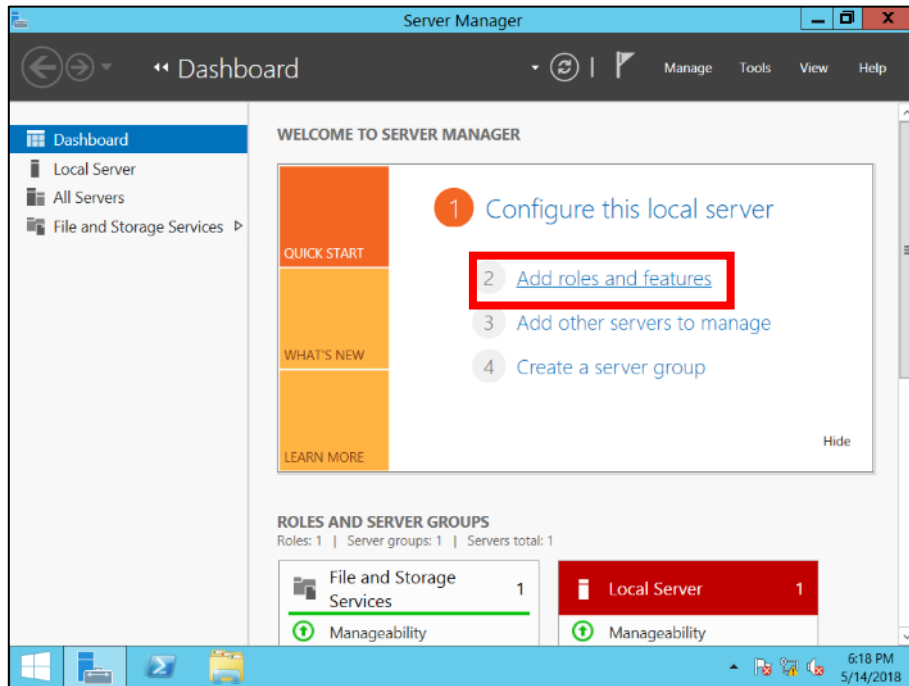 Server Manager
Dashboard
Manage Tools View Help
Dashboard
Local Server
All Servers
File and Storage Services
WELCOME TO SERVER MANAGER
QUICK START
WHAT'S NEW
LEARN MORE
1 Configure this local server
2 Add roles and features
3 Add other servers to manage
4 Create a server group
Hide
ROLES AND SERVER GROUPS
Roles: 1 | Server groups: 1 | Servers total: 1
File and Storage
Services
1
Manageability
Local Server 1
Manageability
6:18 PM
5/14/2018